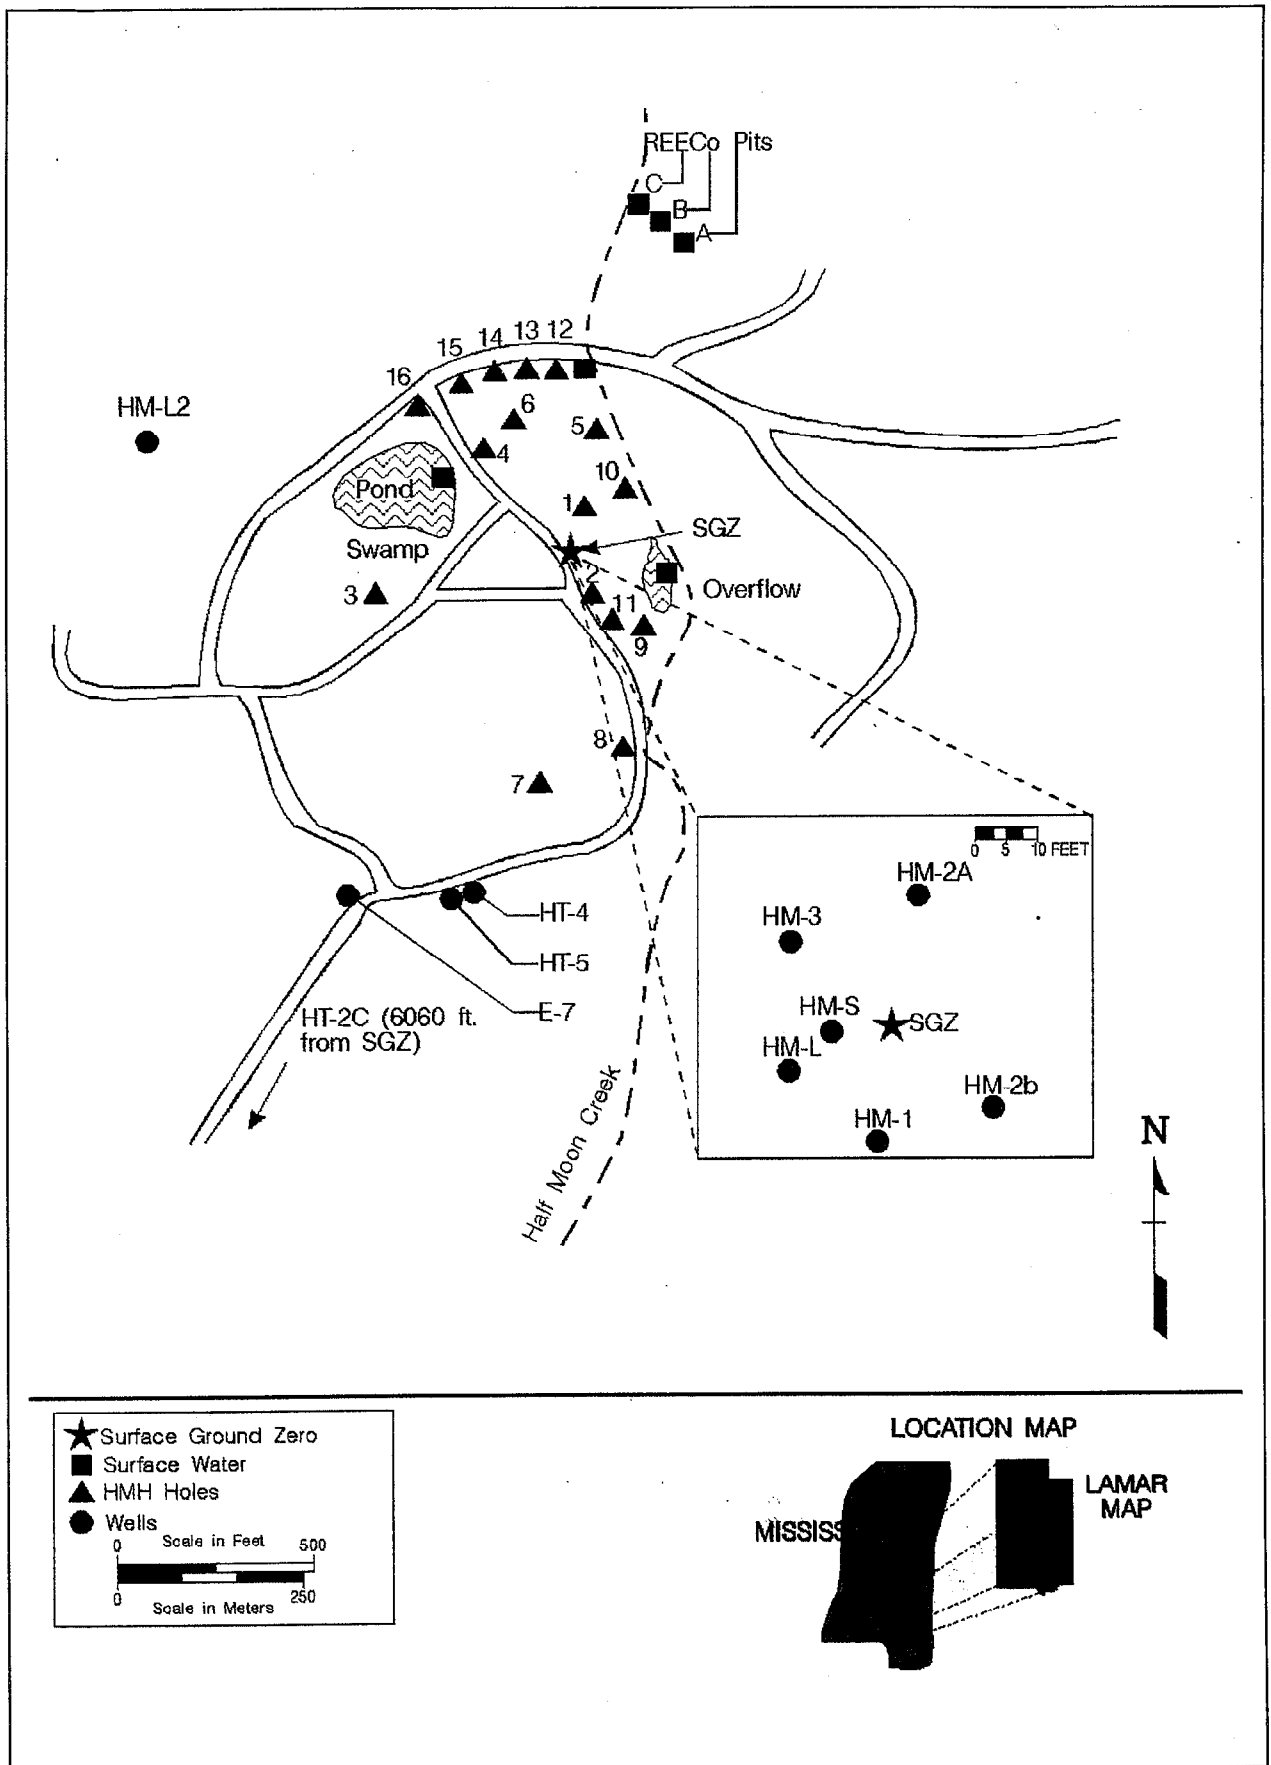 REECo Pits
C
B
A
15
14
13
12
16
HM-L2
6
5
4
10
Pond
1
SGZ
Swamp
2
Overflow
3
11
9
8
7
0 5 10 FEET
HM-2A
HM-3
HT-4
HT-5
E-7
HM-S
SGZ
HM-L
HM-2b
HM-1
HT-2C (6060 ft.
from SGZ)
Half Moon Creek
N
Surface Ground Zero
Surface Water
HMH Holes
Wells
0 Scale in Feet 500
0 Scale in Meters 250
LOCATION MAP
LAMAR
MAP
MISSISS